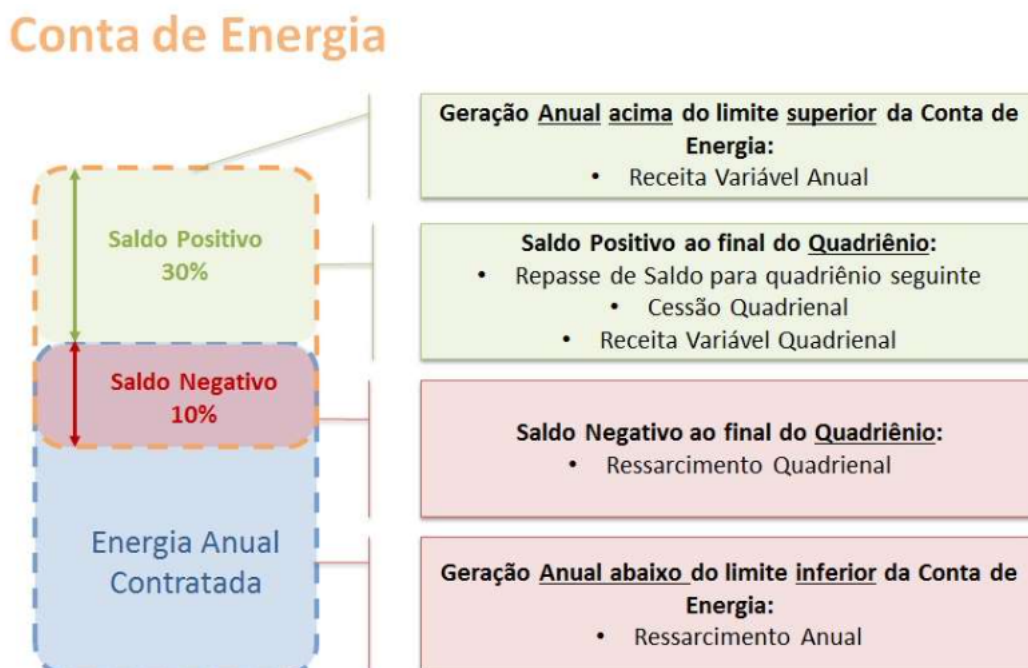 Conta de Energia
Saldo Positivo
30%
Saldo Negativo
10%
Energia Anual
Contratada
Geração Anual acima do limite superior da Conta de
Energia:
• Receita Variável Anual
Saldo Positivo ao final do Quadriênio:
• Repasse de Saldo para quadriênio seguinte
• Cessão Quadrienal
• Receita Variável Quadrienal
Saldo Negativo ao final do Quadriênio:
• Ressarcimento Quadrienal
Geração Anual abaixo do limite inferior da Conta de
Energia:
• Ressarcimento Anual